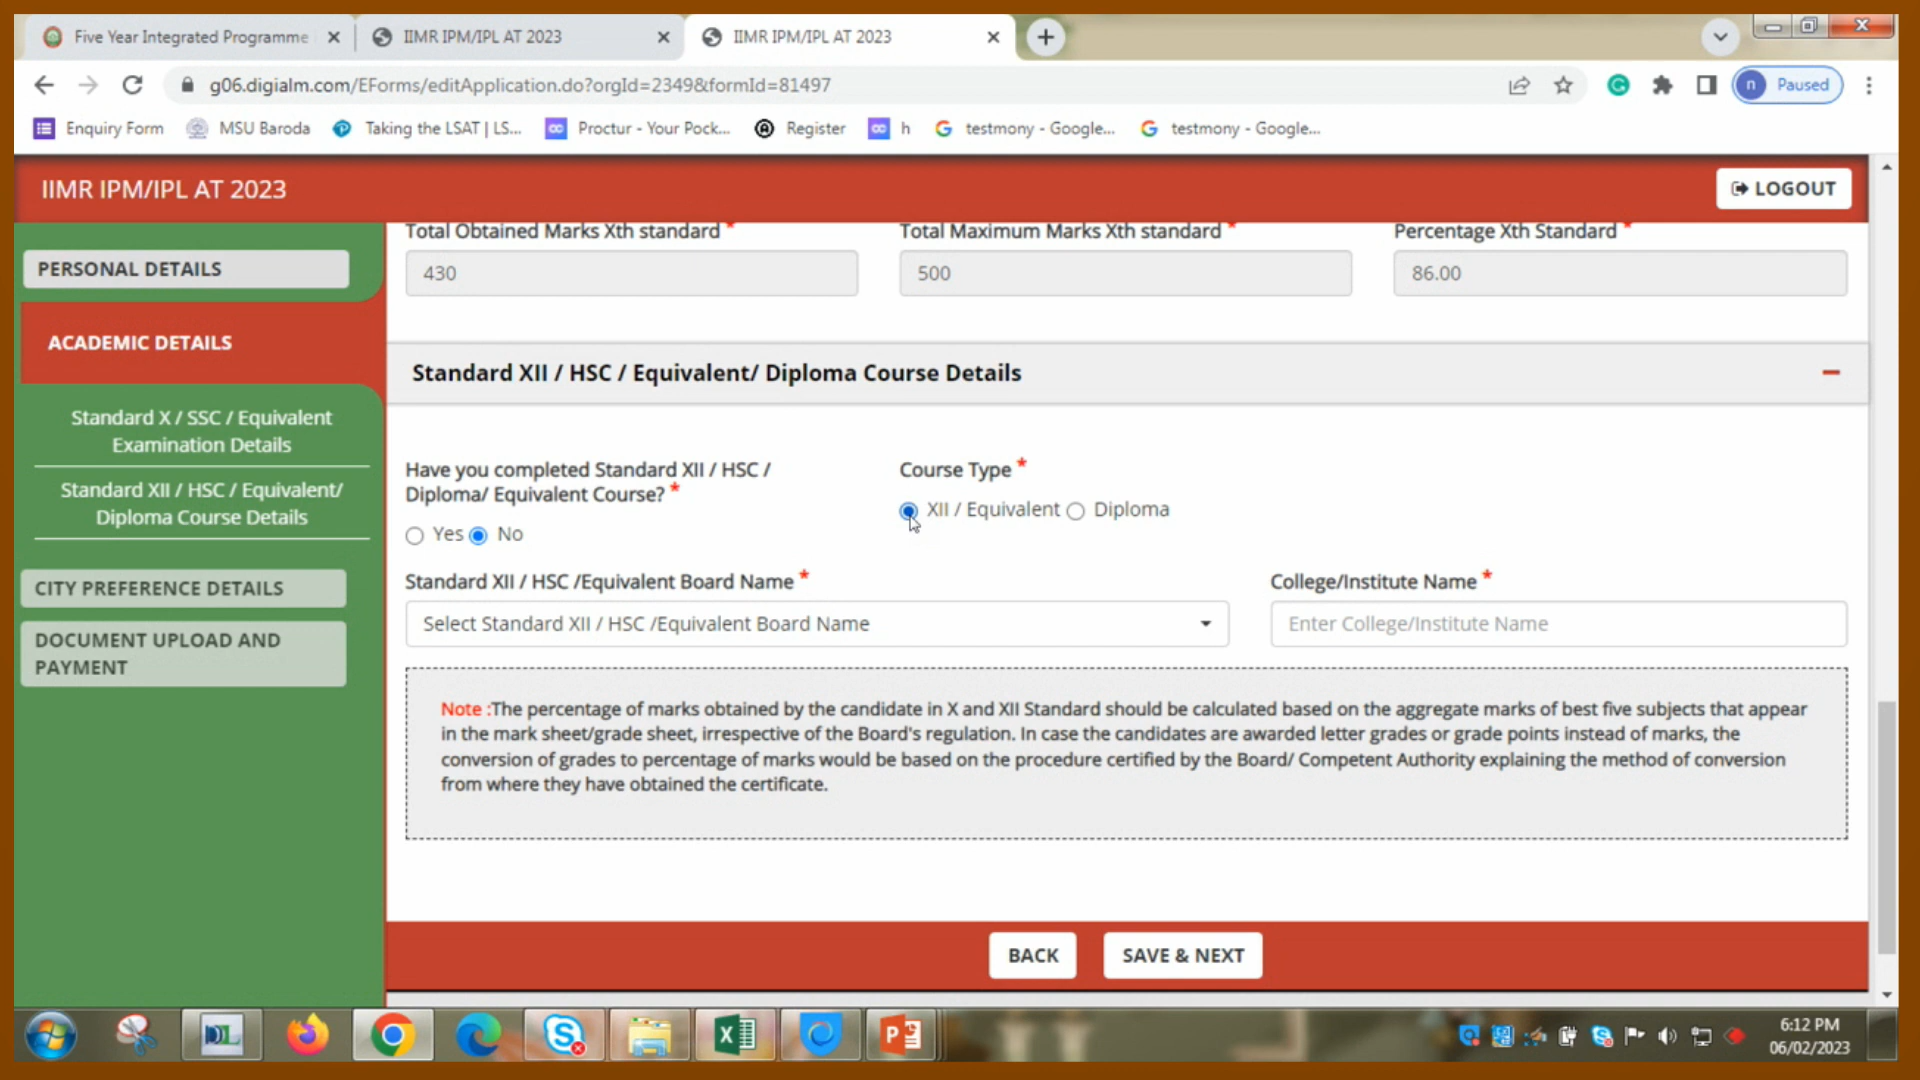 Five Year Integrated Programme
IIMR IPM/IPL AT 2023
IIMR IPM/IPL AT 2023
g06.digialm.com/EForms/editApplication.do?orgId=2349&formId=81497
n Paused
Enquiry Form
MSU Baroda
Taking the LSAT | LS...
Proctur - Your Pock...
Register
h
testmony - Google...
testmony - Google...
IIMR IPM/IPL AT 2023
LOGOUT
PERSONAL DETAILS
ACADEMIC DETAILS
Standard X / SSC / Equivalent
Examination Details
Standard XII / HSC / Equivalent/
Diploma Course Details
CITY PREFERENCE DETAILS
DOCUMENT UPLOAD AND
PAYMENT
Total Obtained Marks Xth standard *
Total Maximum Marks Xth standard *
Percentage Xth Standard *
430
500
86.00
Standard XII / HSC / Equivalent/ Diploma Course Details
Have you completed Standard XII / HSC /
Diploma/ Equivalent Course? *
Yes No
Course Type *
XII / Equivalent Diploma
Standard XII / HSC /Equivalent Board Name *
Select Standard XII / HSC /Equivalent Board Name
College/Institute Name *
Enter College/Institute Name
Note :The percentage of marks obtained by the candidate in X and XII Standard should be calculated based on the aggregate marks of best five subjects that appear
in the mark sheet/grade sheet, irrespective of the Board's regulation. In case the candidates are awarded letter grades or grade points instead of marks, the
conversion of grades to percentage of marks would be based on the procedure certified by the Board/ Competent Authority explaining the method of conversion
from where they have obtained the certificate.
BACK
SAVE & NEXT
DL
6:12 PM
06/02/2023